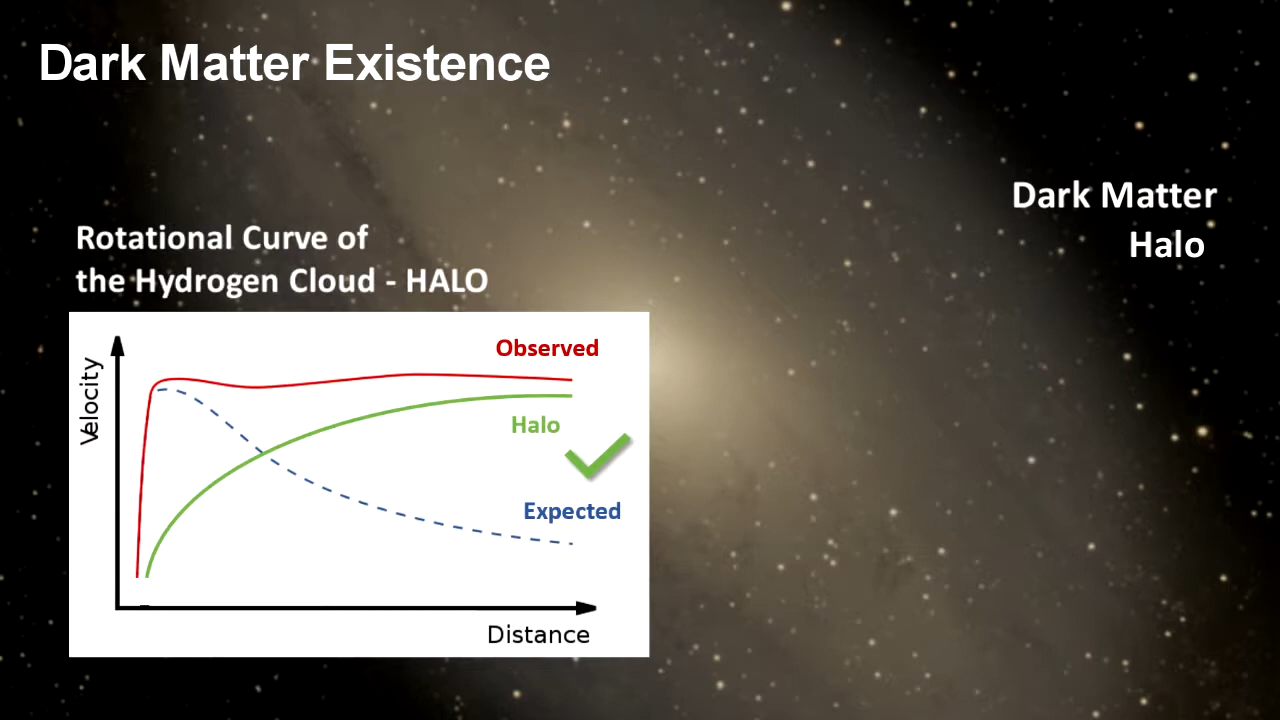 Dark Matter Existence
Dark Matter
Halo
Rotational Curve of
the Hydrogen Cloud - HALO
Observed
Velocity
Halo
Expected
Distance